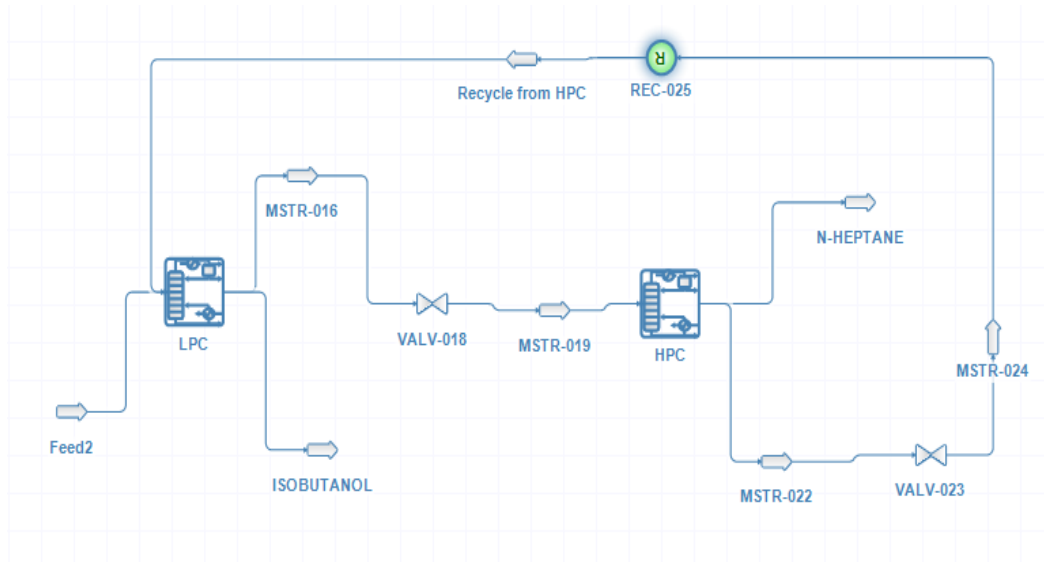 Recycle from HPC
REC-025
MSTR-016
N-HEPTANE
LPC
VALV-018
MSTR-019
HPC
MSTR-024
Feed2
ISOBUTANOL
MSTR-022
VALV-023